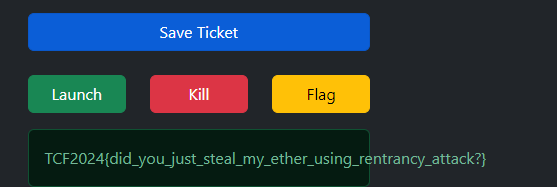 Save Ticket
Launch Kill Flag
TCF2024{did_you_just_steal_my_ether_using_rentrancy_attack?}